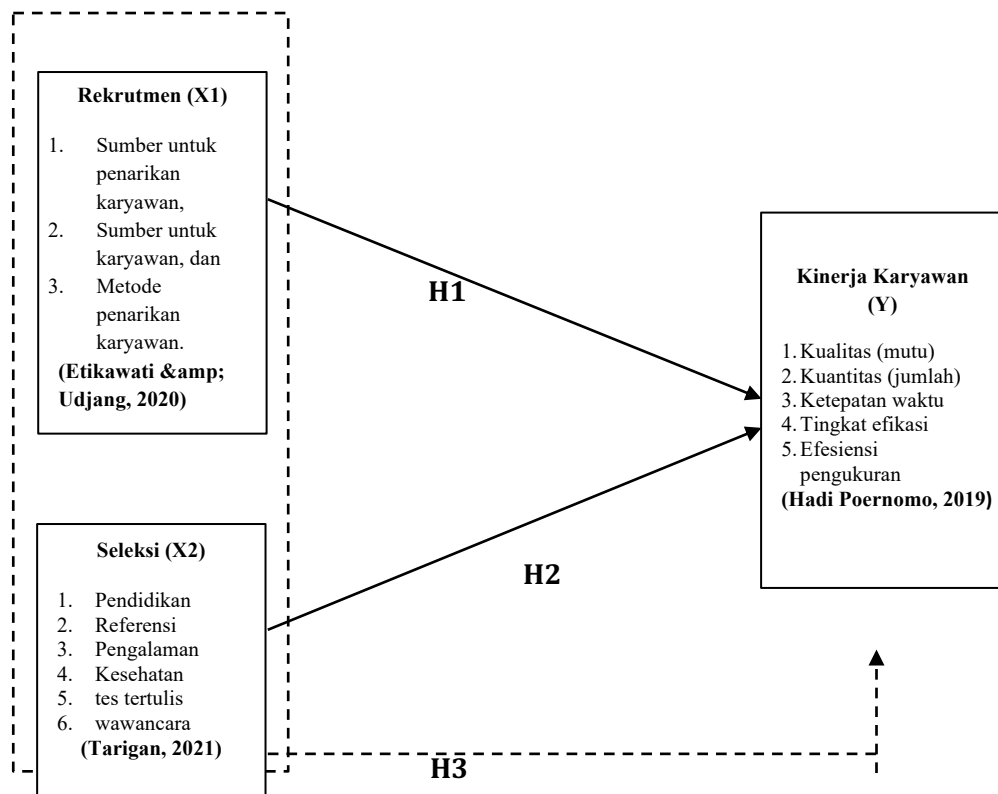 Rekrutmen (X1)
1. Sumber untuk
penarikan
karyawan,
2. Sumber untuk
karyawan, dan
3. Metode
penarikan
karyawan.
(Etikawati &amp;
Udjang, 2020)
H1
Kinerja Karyawan
(Y)
1. Kualitas (mutu)
2. Kuantitas (jumlah)
3. Ketepatan waktu
4. Tingkat efikasi
5. Efesiensi
pengukuran
(Hadi Poernomo, 2019)
Seleksi (X2)
1. Pendidikan
2. Referensi
3. Pengalaman
4. Kesehatan
5. tes tertulis
6. wawancara
(Tarigan, 2021)
H2
H3